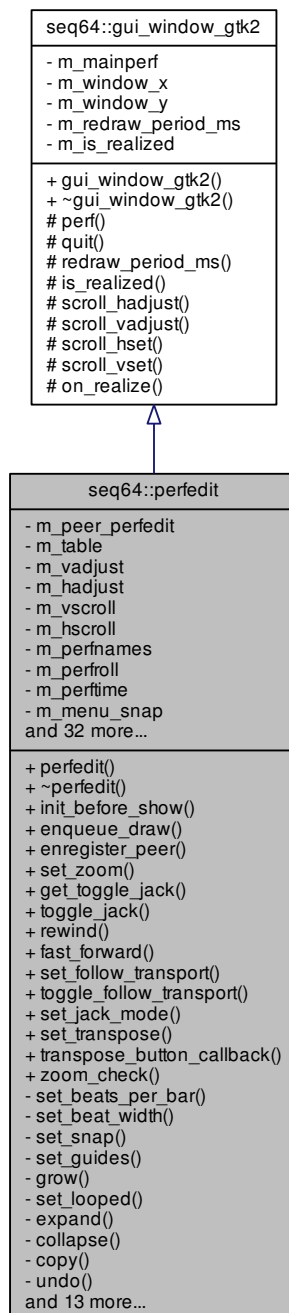 seq64::gui_window_gtk2
- m_mainperf
- m_window_x
- m_window_y
- m_redraw_period_ms
- m_is_realized
+ gui_window_gtk2()
+ ~gui_window_gtk2()
# perf()
# quit()
# redraw_period_ms()
# is_realized()
# scroll_hadjust()
# scroll_vadjust()
# scroll_hset()
# scroll_vset()
# on_realize()
seq64::perfedit
- m_peer_perfedit
- m_table
- m_vadjust
- m_hadjust
- m_vscroll
- m_hscroll
- m_perfnames
- m_perfroll
- m_perftime
- m_menu_snap
and 32 more...
+ perfedit()
+ ~perfedit()
+ init_before_show()
+ enqueue_draw()
+ enregister_peer()
+ set_zoom()
+ get_toggle_jack()
+ toggle_jack()
+ rewind()
+ fast_forward()
+ set_follow_transport()
+ toggle_follow_transport()
+ set_jack_mode()
+ set_transpose()
+ transpose_button_callback()
+ zoom_check()
- set_beats_per_bar()
- set_beat_width()
- set_snap()
- set_guides()
- grow()
- set_looped()
- expand()
- collapse()
- copy()
- undo()
and 13 more...